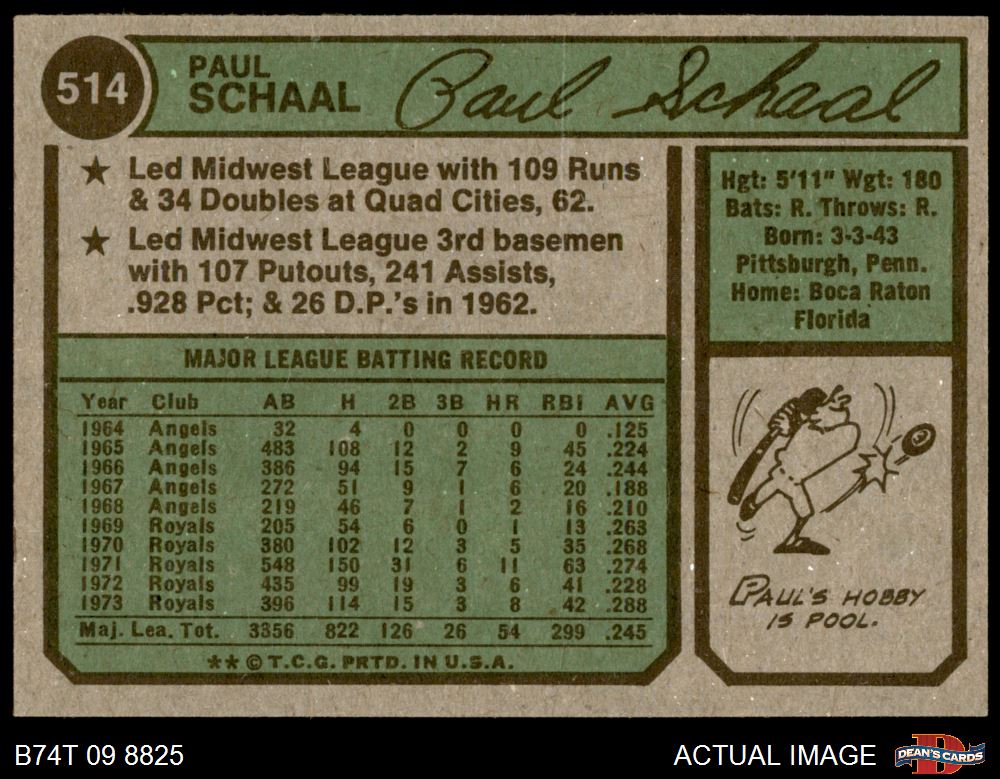 514
PAUL
SCHAAL
Paul Schaal
★ Led Midwest League with 109 Runs
& 34 Doubles at Quad Cities, 62.
★ Led Midwest League 3rd basemen
with 107 Putouts, 241 Assists,
.928 Pct; & 26 D.P.'s in 1962.
Hgt: 5'11" Wgt: 180
Bats: R. Throws: R.
Born: 3-3-43
Pittsburgh, Penn.
Home: Boca Raton
Florida
MAJOR LEAGUE BATTING RECORD
Year Club AB H 2B 3B HR RBI AVG
1964 Angels 32 4 0 0 0 0 .125
1965 Angels 483 108 12 2 9 45 .224
1966 Angels 386 94 15 7 6 24 .244
1967 Angels 272 51 9 1 6 20 .188
1968 Angels 219 46 7 1 2 16 .210
1969 Royals 205 54 6 0 1 13 .263
1970 Royals 380 102 12 3 5 35 .268
1971 Royals 548 150 31 6 11 63 .274
1972 Royals 435 99 19 3 6 41 .228
1973 Royals 396 114 15 3 8 42 .288
Maj. Lea. Tot. 3356 822 126 26 54 299 .245
** © T.C.G. PRTD. IN U.S.A.
PAUL'S HOBBY
IS POOL.
B74T 09 8825
ACTUAL IMAGE
DEAN'S CARDS